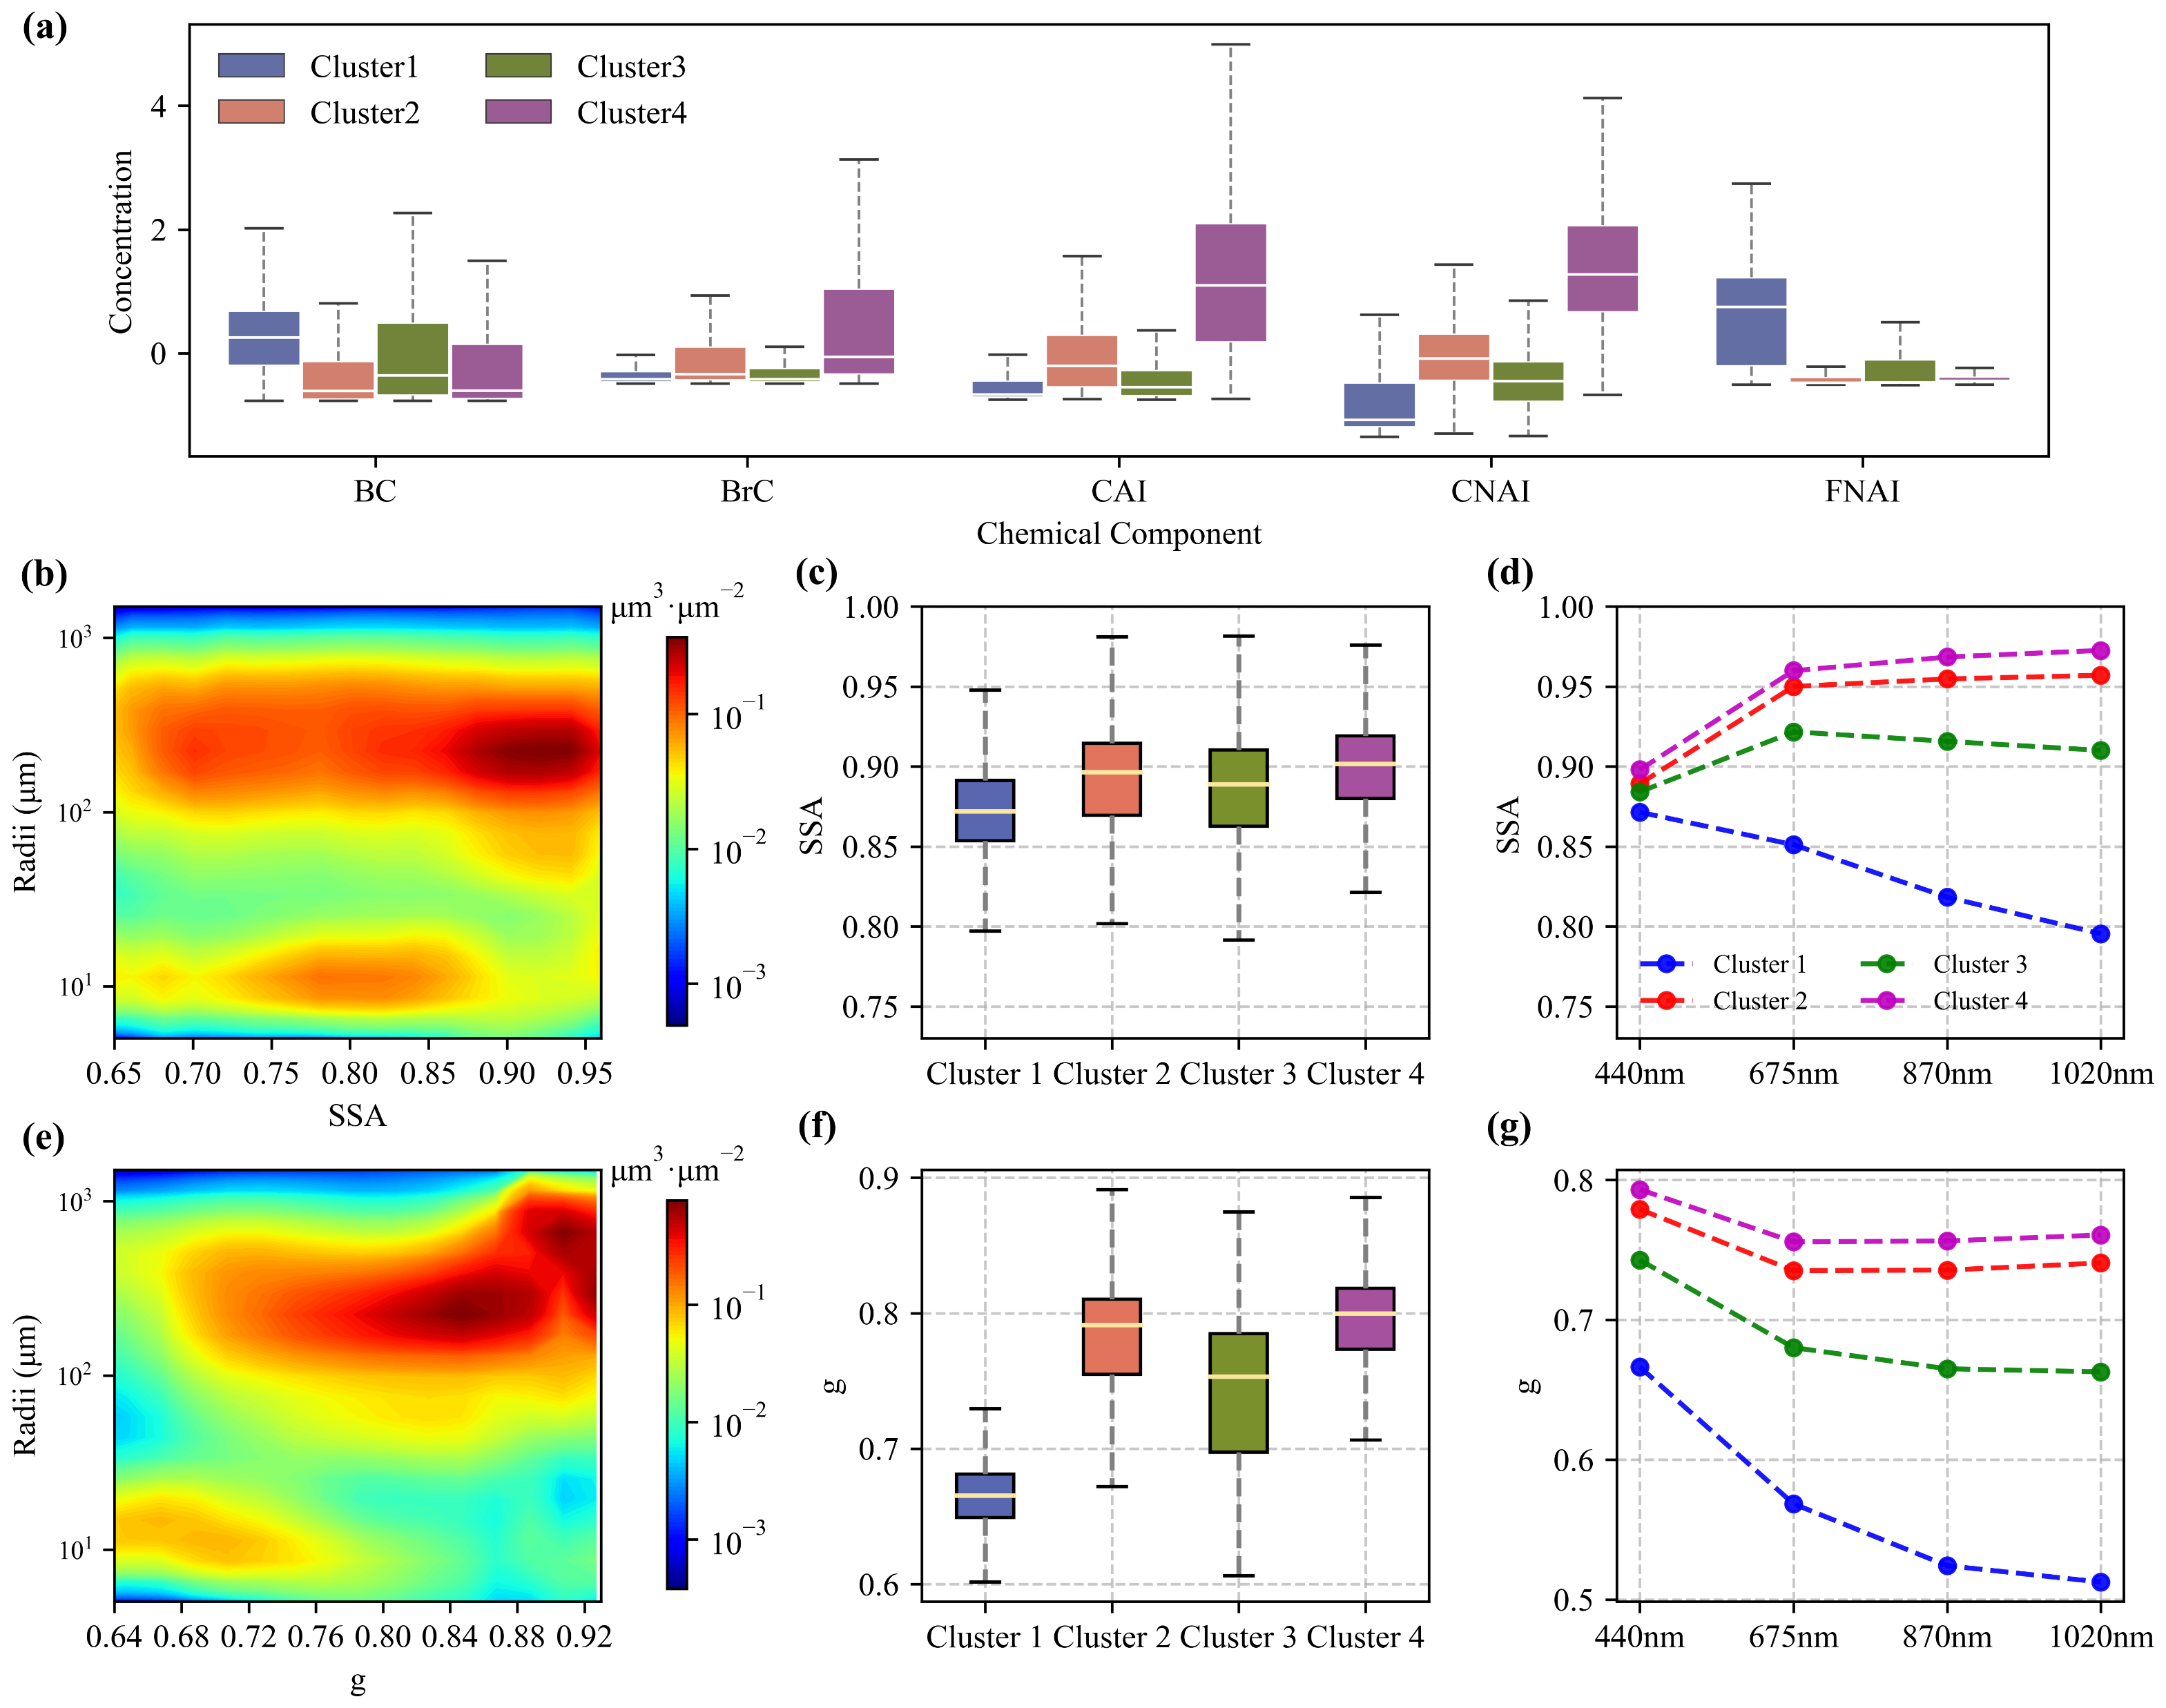 (a)
Cluster1
Cluster3
Cluster2
Cluster4
Concentration
4
2
0
BC
BrC
CAI
CNAI
FNAI
Chemical Component
(b)
μm³·μm⁻²
10³
10²
10¹
Radii (μm)
10⁻¹
10⁻²
10⁻³
0.65 0.70 0.75 0.80 0.85 0.90 0.95
SSA
(c)
1.00
0.95
0.90
0.85
0.80
0.75
SSA
Cluster 1 Cluster 2 Cluster 3 Cluster 4
(d)
1.00
0.95
0.90
0.85
0.80
0.75
SSA
Cluster 1
Cluster 3
Cluster 2
Cluster 4
440nm 675nm 870nm 1020nm
(e)
μm³·μm⁻²
10³
10²
10¹
Radii (μm)
10⁻¹
10⁻²
10⁻³
0.64 0.68 0.72 0.76 0.80 0.84 0.88 0.92
g
(f)
0.9
0.8
0.7
0.6
g
Cluster 1 Cluster 2 Cluster 3 Cluster 4
(g)
0.8
0.7
0.6
0.5
g
440nm 675nm 870nm 1020nm